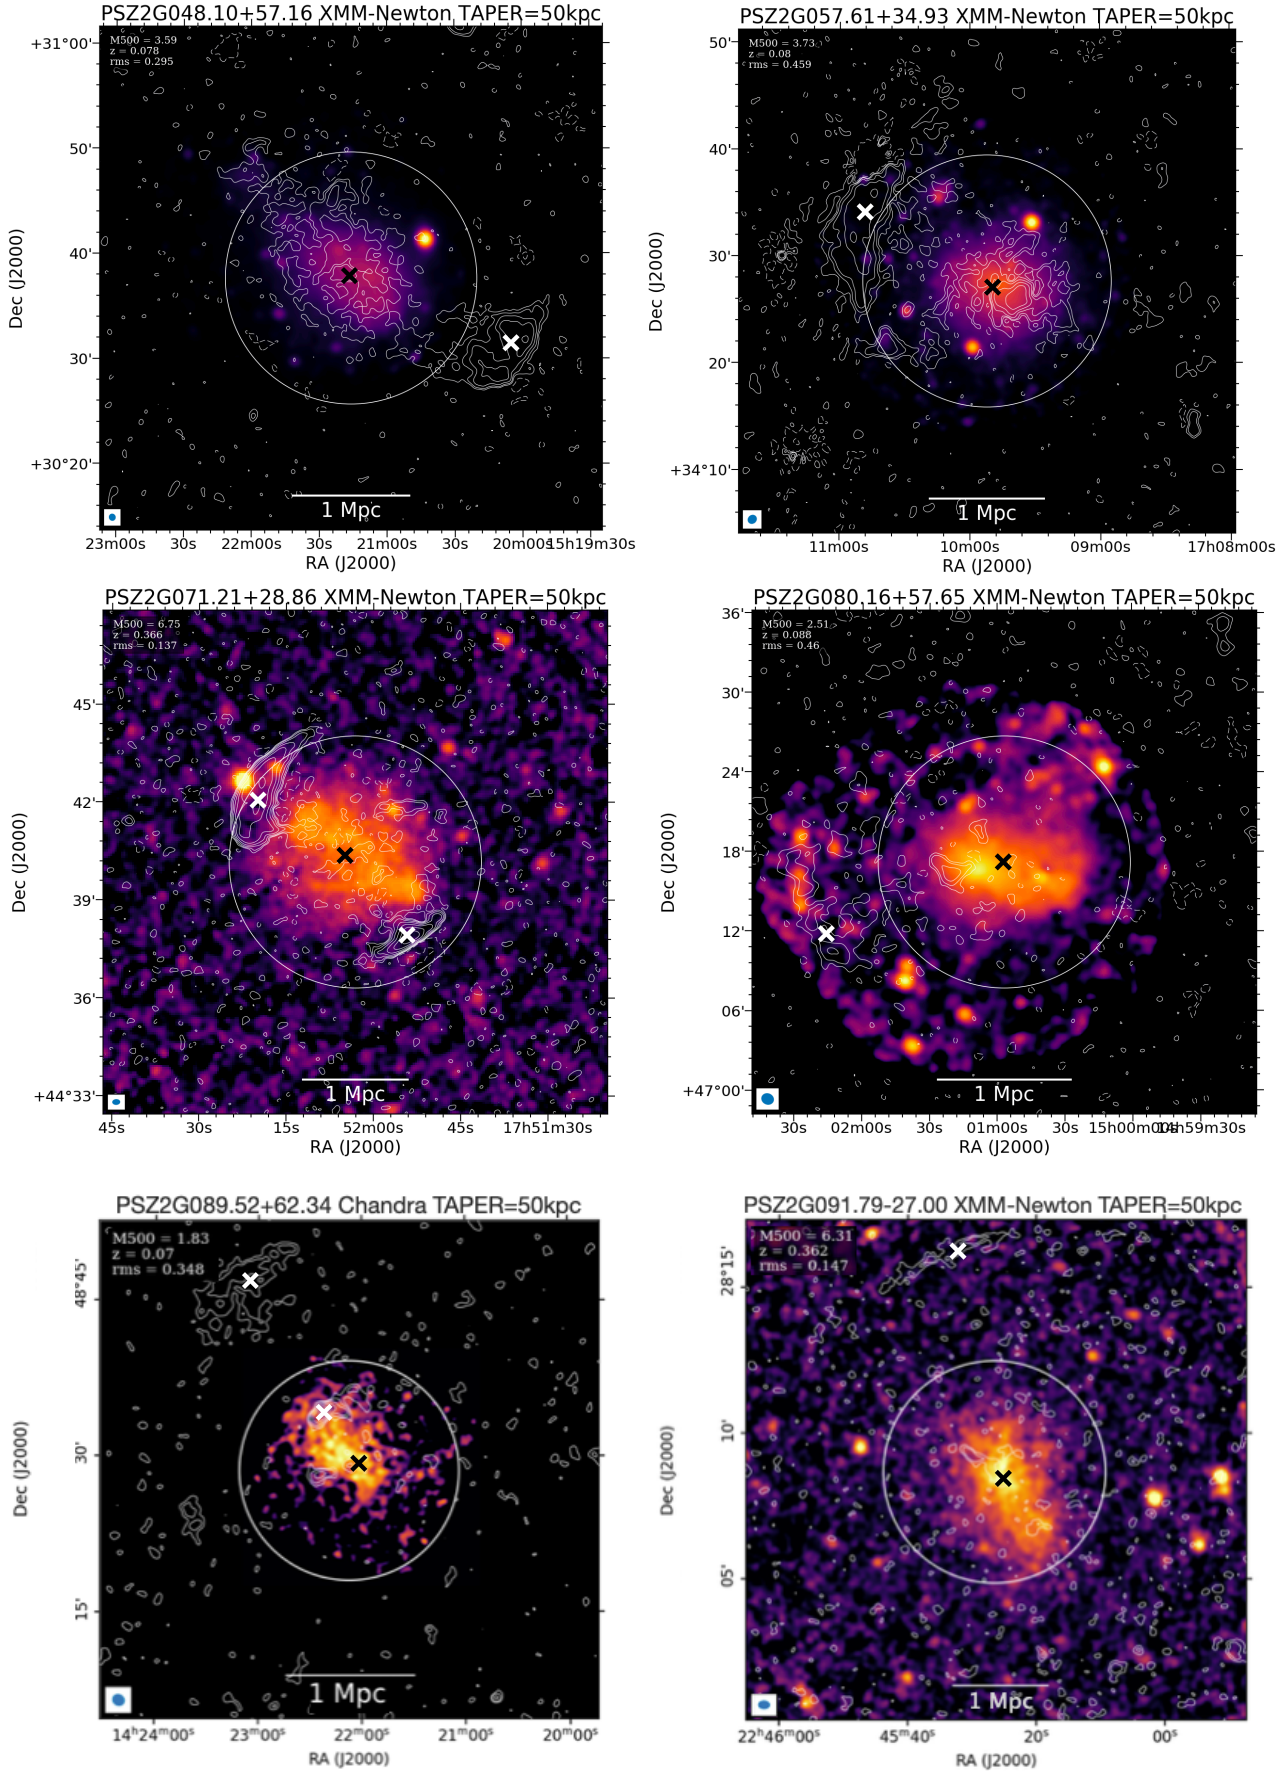 PSZ2G048.10+57.16 XMM-Newton TAPER=50kpc
M500 = 3.59
z = 0.078
rms = 0.295
+31°00'
50'
40'
30'
+30°20'
Dec (J2000)
1 Mpc
23m00s 30s 22m00s 30s 21m00s 30s 20m00s 15h19m30s
RA (J2000)
PSZ2G057.61+34.93 XMM-Newton TAPER=50kpc
M500 = 3.73
z = 0.08
rms = 0.459
50'
40'
30'
20'
+34°10'
Dec (J2000)
1 Mpc
11m00s 10m00s 09m00s 17h08m00s
RA (J2000)
PSZ2G071.21+28.86 XMM-Newton TAPER=50kpc
M500 = 6.75
z = 0.366
rms = 0.137
45'
42'
39'
36'
+44°33'
Dec (J2000)
1 Mpc
45s 30s 15s 52m00s 45s 17h51m30s
RA (J2000)
PSZ2G080.16+57.65 XMM-Newton TAPER=50kpc
M500 = 2.51
z = 0.088
rms = 0.46
36'
30'
24'
18'
12'
06'
+47°00'
Dec (J2000)
1 Mpc
30s 02m00s 30s 01m00s 30s 15h00m00s 14h59m30s
RA (J2000)
PSZ2G089.52+62.34 Chandra TAPER=50kpc
M500 = 1.83
z = 0.07
rms = 0.348
48°45'
30'
15'
Dec (J2000)
1 Mpc
14h24m00s 23m00s 22m00s 21m00s 20m00s
RA (J2000)
PSZ2G091.79-27.00 XMM-Newton TAPER=50kpc
M500 = 6.31
z = 0.362
rms = 0.147
28°15'
10'
05'
Dec (J2000)
1 Mpc
22h46m00s 45m40s 20s 00s
RA (J2000)